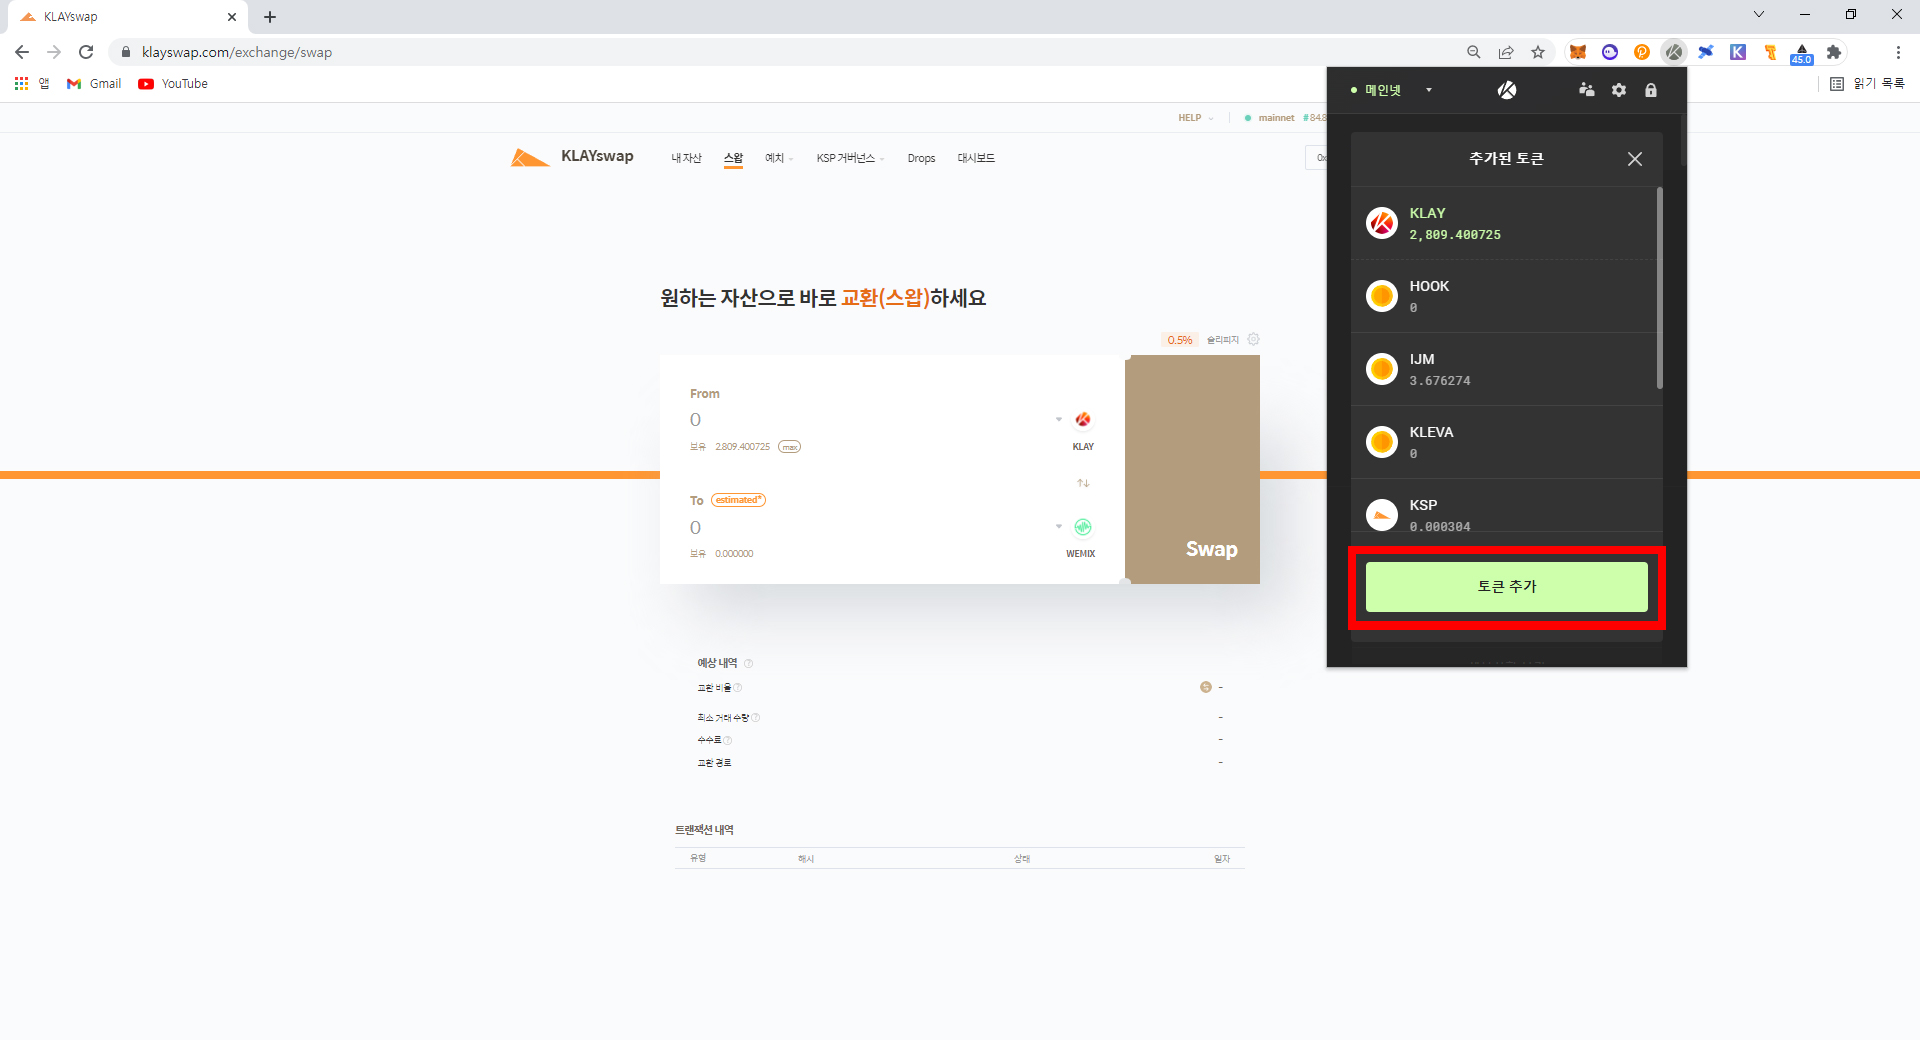 KLAYswap
klayswap.com/exchange/swap
45.0
앱
Gmail
YouTube
읽기 목록
HELP
mainnet
#84.8
KLAYswap
내 자산
스왑
예치
KSP 거버넌스
Drops
대시보드
0x
원하는 자산으로 바로 교환(스왑)하세요
0.5%
슬리피지
From
0
보유 2,809.400725 max
KLAY
To estimated*
0
보유 0.000000
WEMIX
Swap
예상 내역
교환 비율
-
최소 거래 수량
-
수수료
-
교환 경로
-
트랜잭션 내역
유형
해시
상태
일자
메인넷
추가된 토큰
KLAY
2,809.400725
HOOK
0
IJM
3.676274
KLEVA
0
KSP
0.000304
토큰 추가